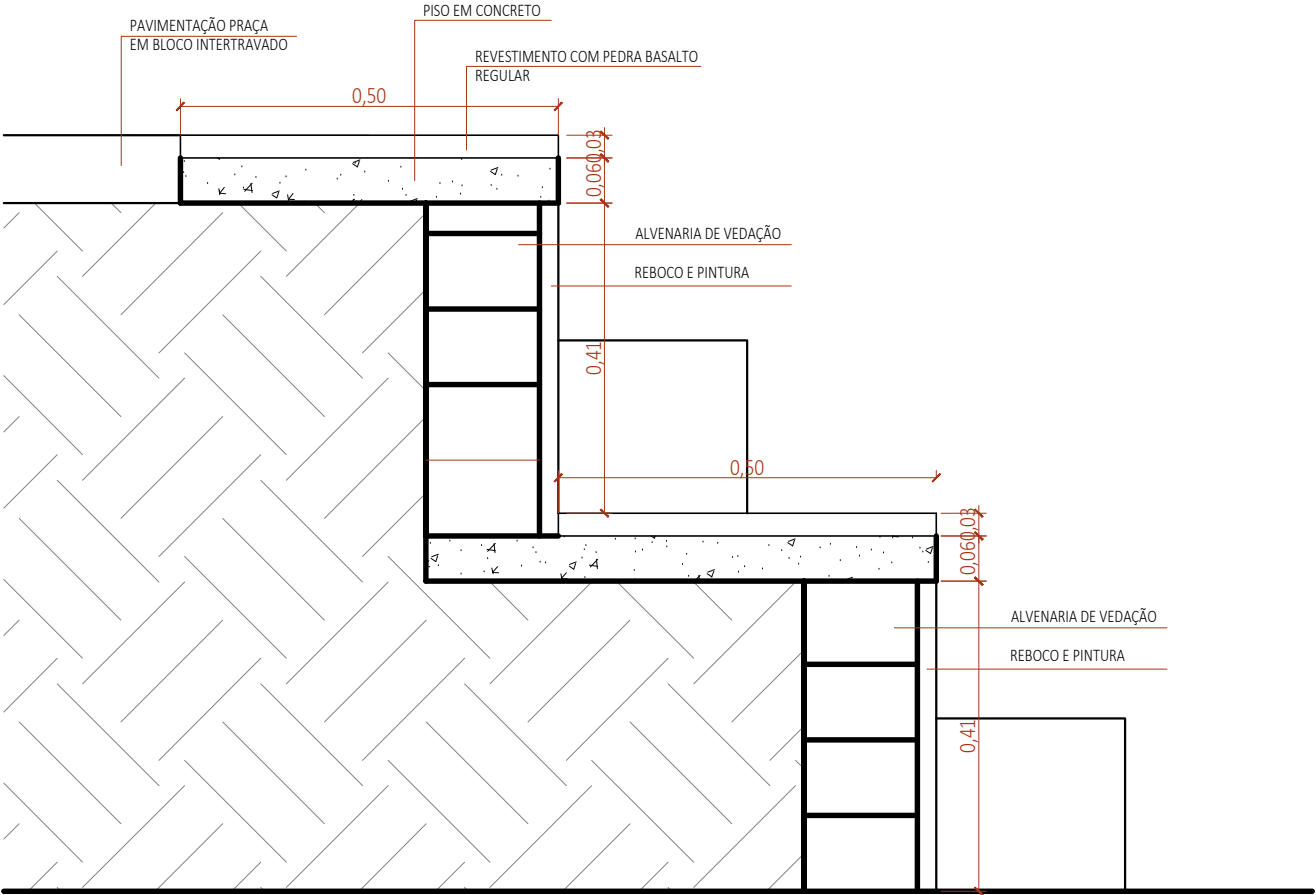 PISO EM CONCRETO
PAVIMENTAÇÃO PRAÇA
EM BLOCO INTERTRAVADO
REVESTIMENTO COM PEDRA BASALTO
REGULAR
0,50
0,03
0,06
ALVENARIA DE VEDAÇÃO
REBOCO E PINTURA
0,41
0,50
0,03
0,06
ALVENARIA DE VEDAÇÃO
REBOCO E PINTURA
0,41